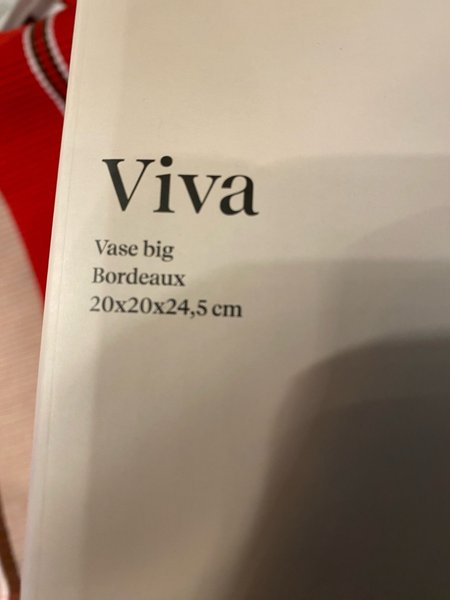 Viva
Vase big
Bordeaux
20x20x24,5 cm